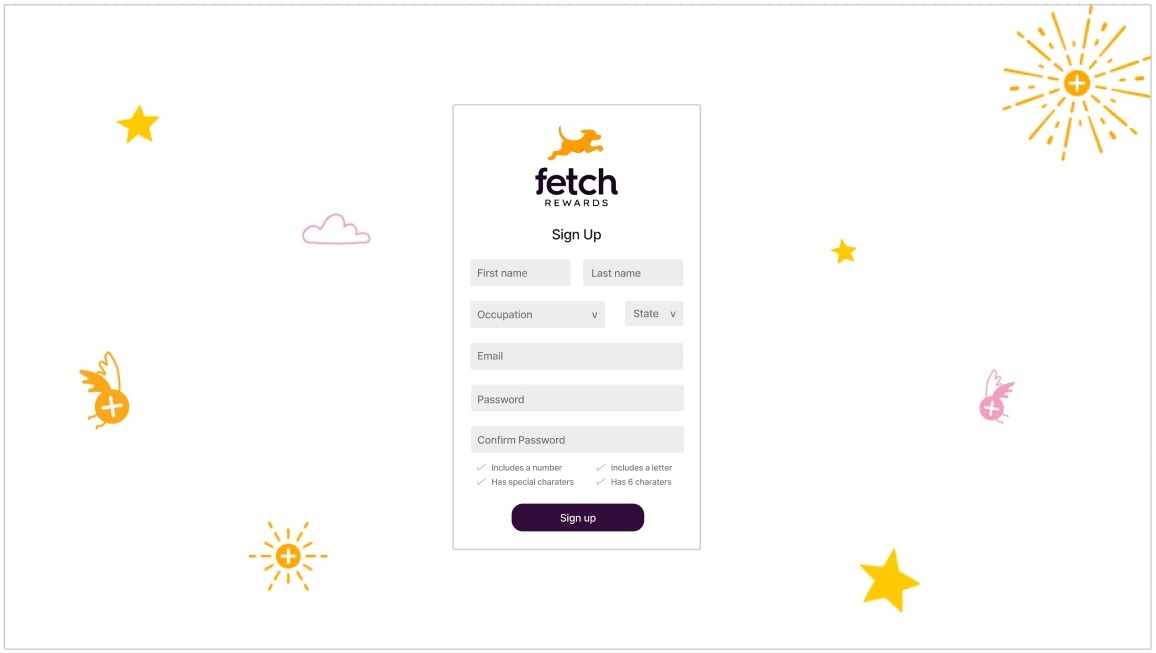 fetch
REWARDS
Sign Up
First name Last name
Occupation v State v
Email
Password
Confirm Password
Includes a number Includes a letter
Has special charaters Has 6 charaters
Sign up